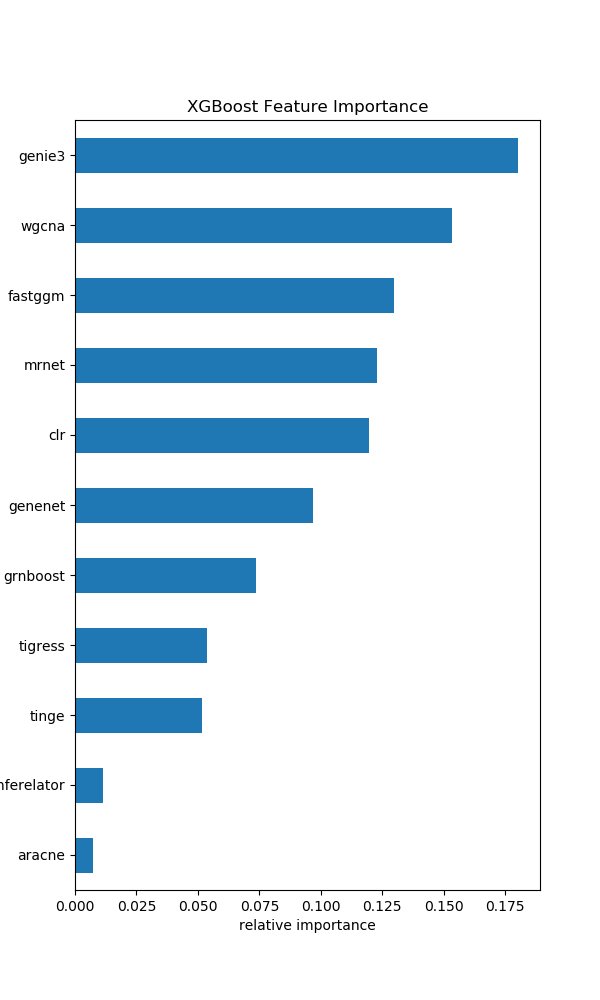 XGBoost Feature Importance
genie3
wgcna
fastggm
mrnet
clr
genenet
grnboost
tigress
tinge
nferelator
aracne
0.000 0.025 0.050 0.075 0.100 0.125 0.150 0.175
relative importance